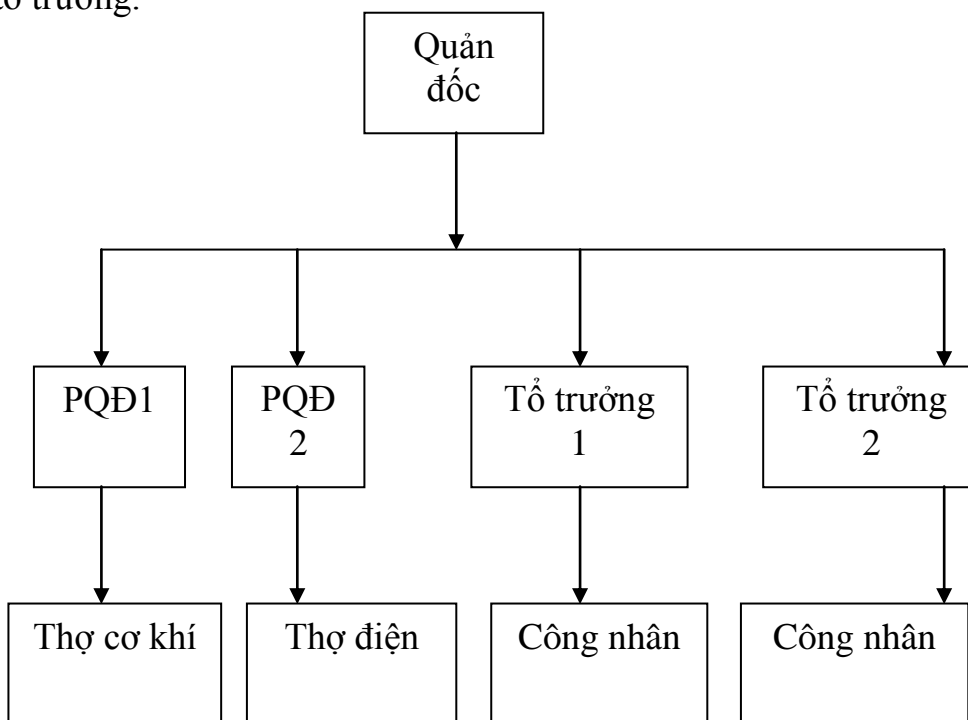 tổ trưởng.
Quản
đốc
PQĐ1
PQĐ
2
Tổ trưởng
1
Tổ trưởng
2
Thợ cơ khí
Thợ điện
Công nhân
Công nhân